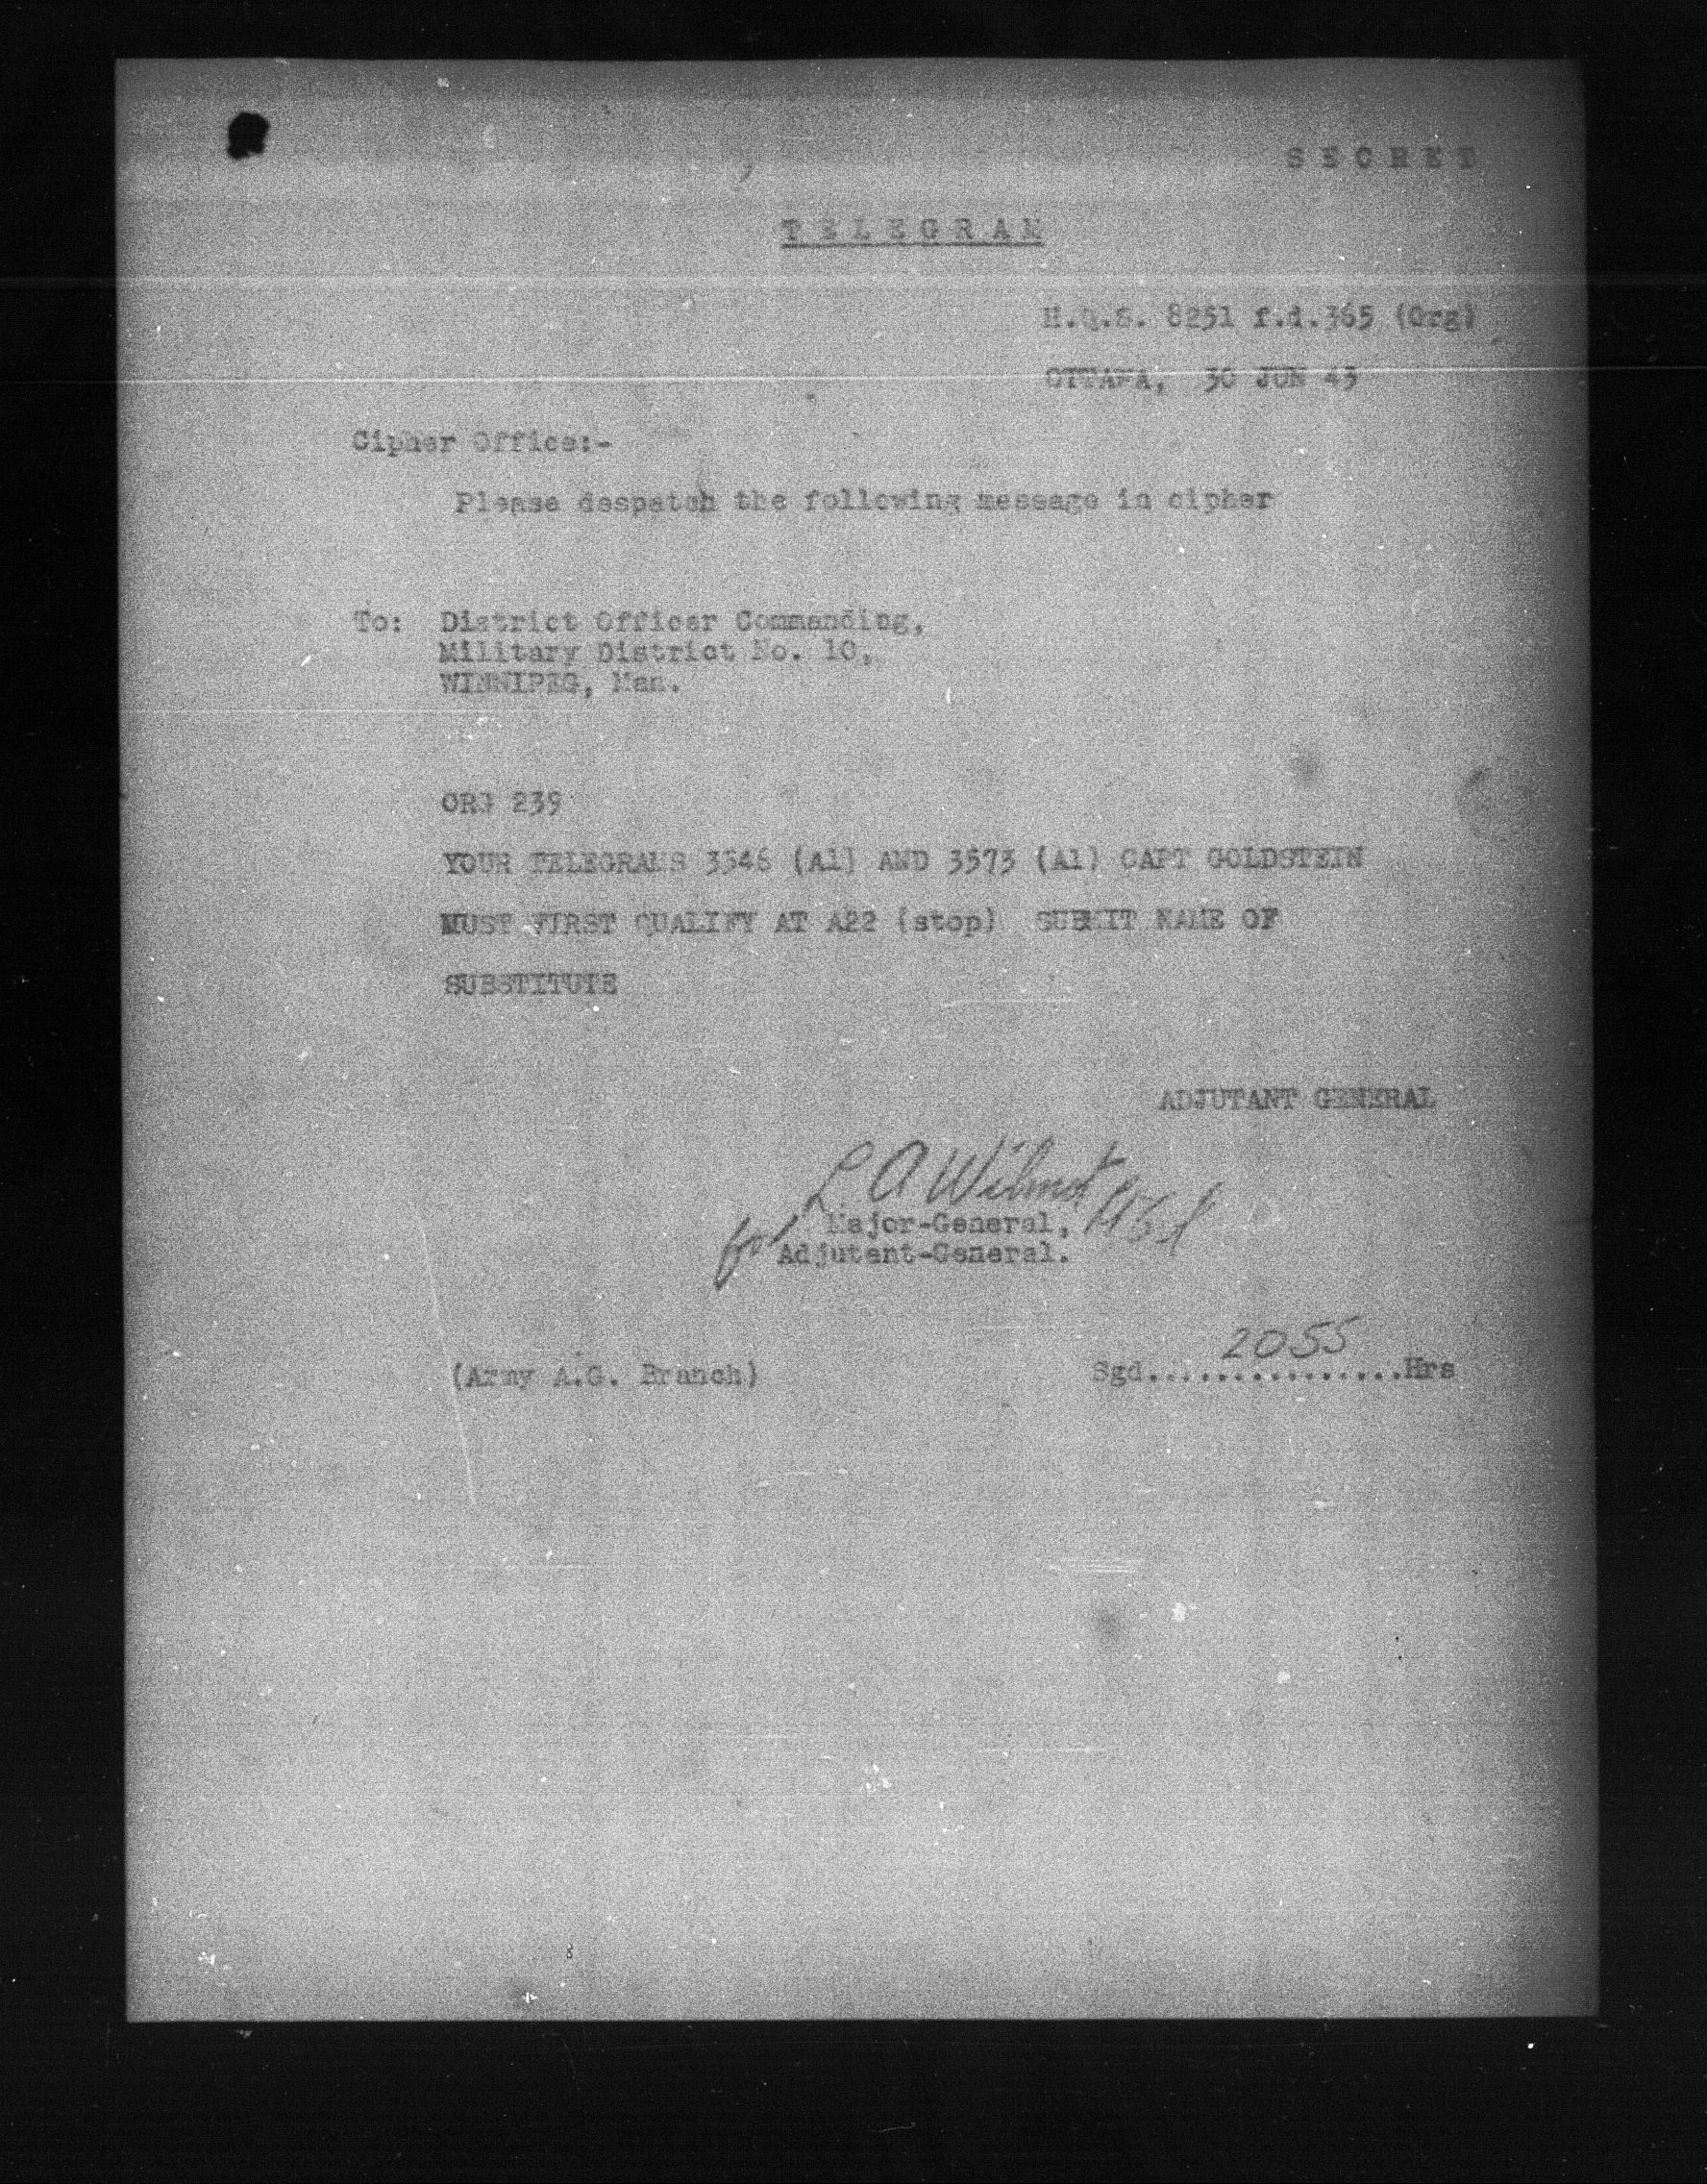 S E C R E T
T E L E G R A M
H.Q.S. 8251 f.d.365 (Org)
OTTAWA, 30 JUN 43
Cipher Office:-
Please despatch the following message in cipher
To: District Officer Commanding,
Military District No. 10,
WINNIPEG, Man.
ORG 239
YOUR TELEGRAMS 3546 (A1) AND 3573 (A1) CAPT GOLDSTEIN
MUST FIRST QUALIFY AT A22 (stop) SUBMIT NAME OF
SUBSTITUTE
ADJUTANT GENERAL
L A Wilmot
for Major-General,
Adjutant-General.
2055
(Army A.G. Branch) Sgd...............Hrs